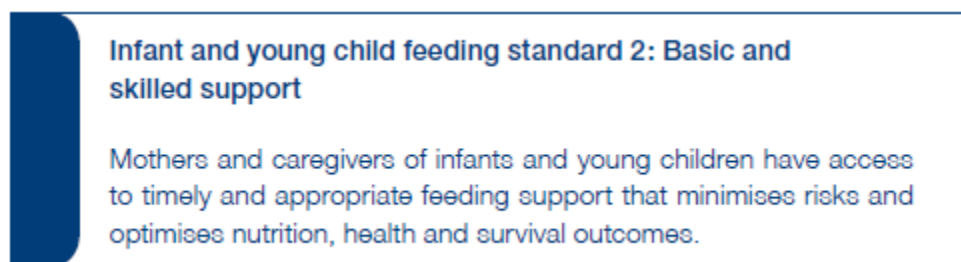 Infant and young child feeding standard 2: Basic and
skilled support
Mothers and caregivers of infants and young children have access
to timely and appropriate feeding support that minimises risks and
optimises nutrition, health and survival outcomes.